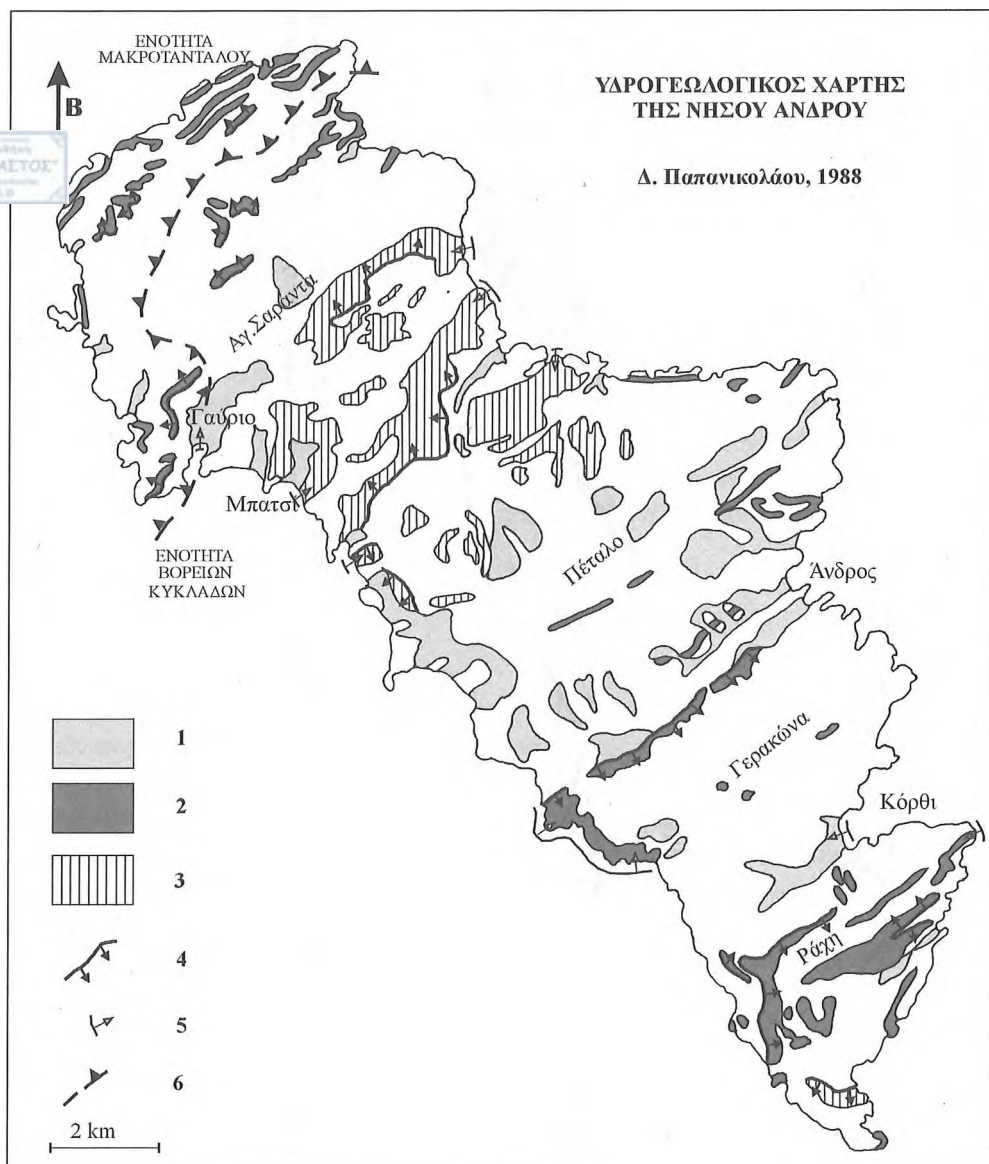 ΕΝΟΤΗΤΑ
ΜΑΚΡΟΤΑΝΤΑΛΟΥ
Β
ΥΔΡΟΓΕΩΛΟΓΙΚΟΣ ΧΑΡΤΗΣ
ΤΗΣ ΝΗΣΟΥ ΑΝΔΡΟΥ
Δ. Παπανικολάου, 1988
Αγ.Σαραντα
Γαύριο
Μπατσί
ΕΝΟΤΗΤΑ
ΒΟΡΕΙΩΝ
ΚΥΚΛΑΔΩΝ
Πέταλο
Άνδρος
Γερακώνα
Κόρθι
Ράχη
1
2
3
4
5
6
2 km